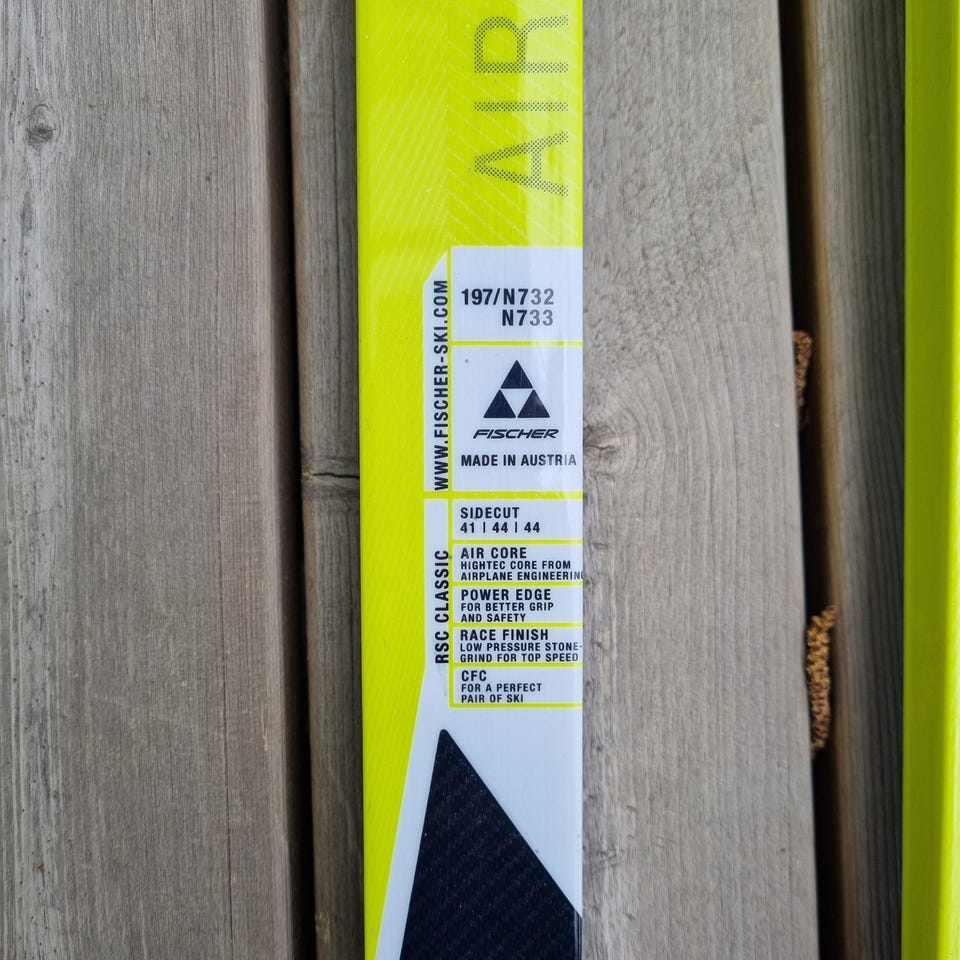 AIR
197/N732
N733
WWW.FISCHER-SKI.COM
FISCHER
MADE IN AUSTRIA
RSC CLASSIC
SIDECUT
41 | 44 | 44
AIR CORE
HIGHTEC CORE FROM
AIRPLANE ENGINEERING
POWER EDGE
FOR BETTER GRIP
AND SAFETY
RACE FINISH
LOW PRESSURE STONE-
GRIND FOR TOP SPEED
CFC
FOR A PERFECT
PAIR OF SKI